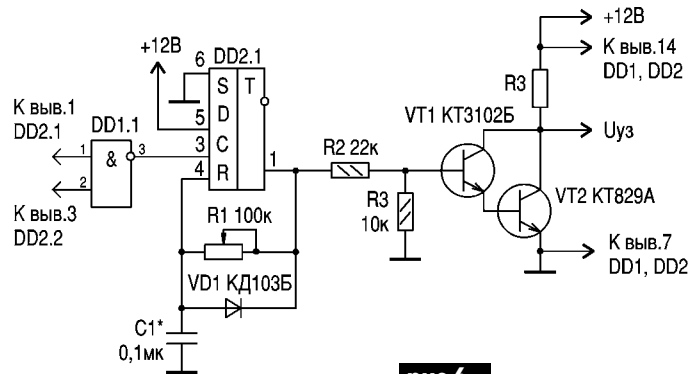 +12В
К выв.14
DD1, DD2
+12В
6
DD2.1
S
T
D
5
C
3
R
4
1
К выв.1
DD2.1
DD1.1
1
&
3
2
К выв.3
DD2.2
R3
VT1 КТ3102Б
Uуз
R2 22к
R3
10к
VT2 КТ829А
R1 100к
К выв.7
DD1, DD2
VD1 КД103Б
C1*
0,1мк